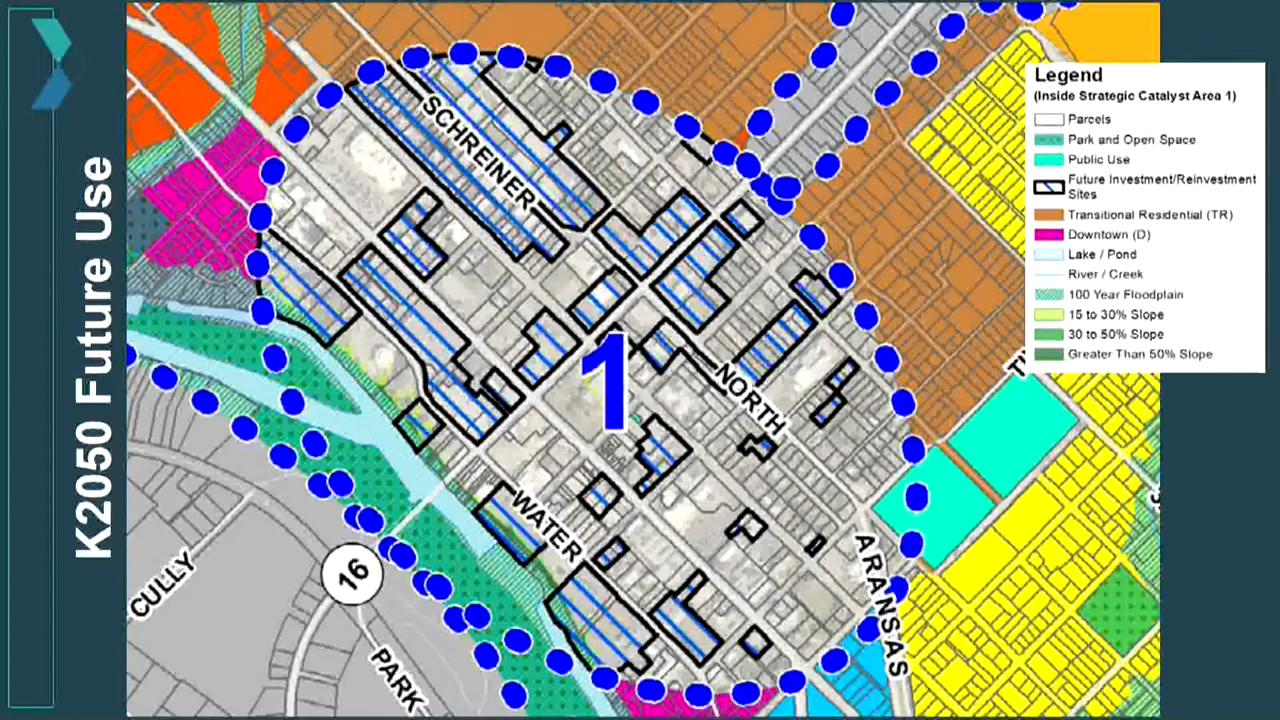 K2050 Future Use
SCHREINER
1
NORTH
WATER
ARANSAS
CULLY
16
PARK
Legend
(Inside Strategic Catalyst Area 1)
Parcels
Park and Open Space
Public Use
Future Investment/Reinvestment
Sites
Transitional Residential (TR)
Downtown (D)
Lake / Pond
River / Creek
100 Year Floodplain
15 to 30% Slope
30 to 50% Slope
Greater Than 50% Slope